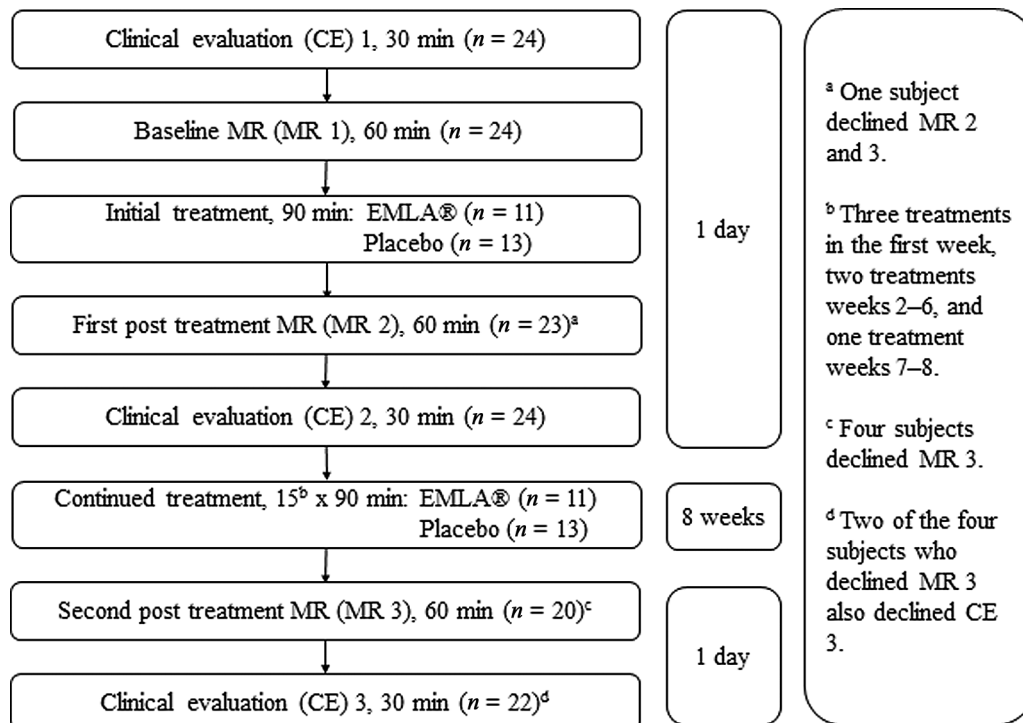 Clinical evaluation (CE) 1, 30 min (n = 24)
Baseline MR (MR 1), 60 min (n = 24)
Initial treatment, 90 min: EMLA® (n = 11)
Placebo (n = 13)
First post treatment MR (MR 2), 60 min (n = 23)ᵃ
Clinical evaluation (CE) 2, 30 min (n = 24)
Continued treatment, 15ᵇ x 90 min: EMLA® (n = 11)
Placebo (n = 13)
Second post treatment MR (MR 3), 60 min (n = 20)ᶜ
Clinical evaluation (CE) 3, 30 min (n = 22)ᵈ
1 day
8 weeks
1 day
ᵃ One subject
declined MR 2
and 3.
ᵇ Three treatments
in the first week,
two treatments
weeks 2–6, and
one treatment
weeks 7–8.
ᶜ Four subjects
declined MR 3.
ᵈ Two of the four
subjects who
declined MR 3
also declined CE
3.